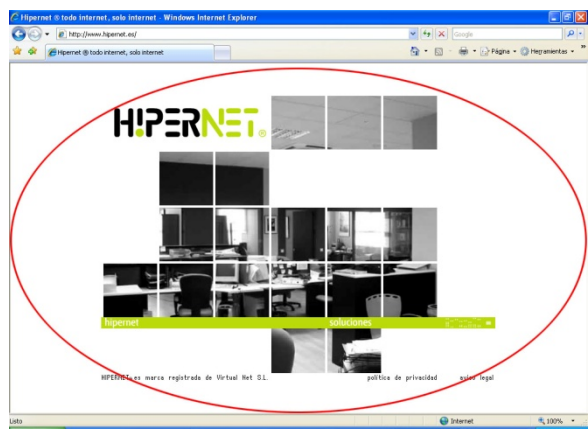 Hipernet ® todo internet, solo internet - Windows Internet Explorer
http://www.hipernet.es/
Google
Hipernet ® todo internet, solo internet
Página
Herramientas
H!PERNET®
hipernet
soluciones
HIPERNET es marca registrada de Virtual Net S.L.
política de privacidad
aviso legal
Listo
Internet
100%